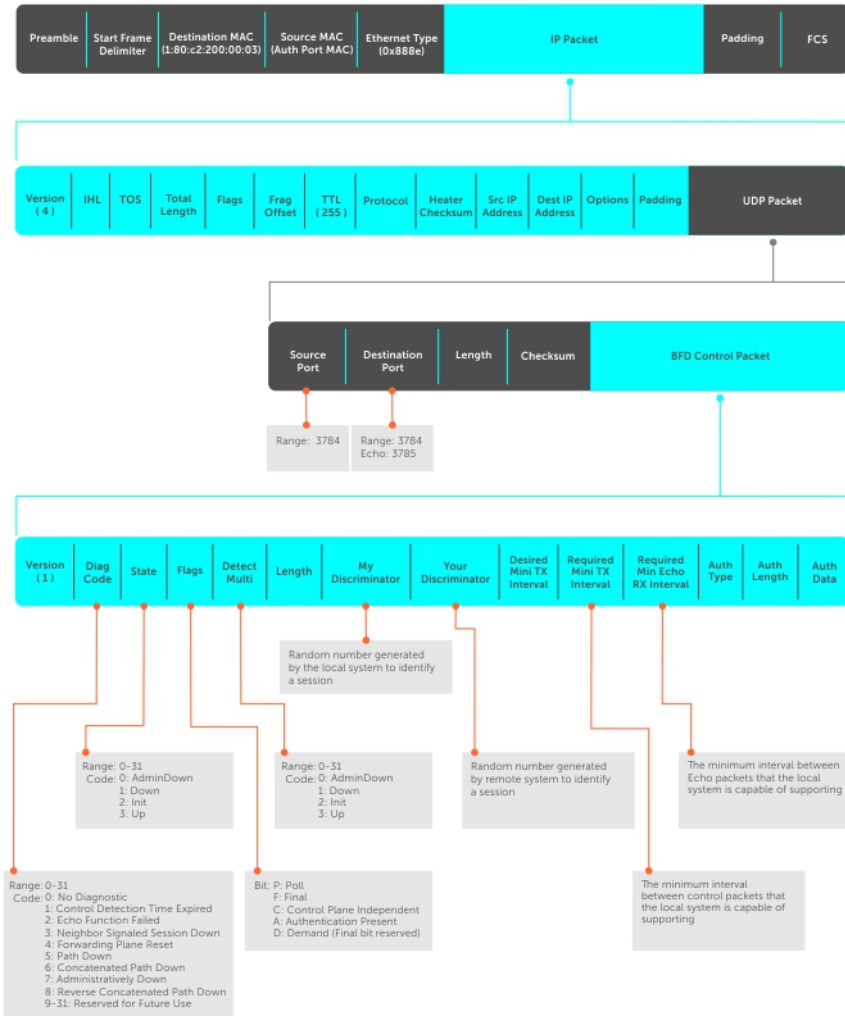 Preamble
Start Frame
Delimiter
Destination MAC
(1:80:c2:200:00:03)
Source MAC
(Auth Port MAC)
Ethernet Type
(0x888e)
IP Packet
Padding
FCS
Version
( 4 )
IHL
TOS
Total
Length
Flags
Frag
Offset
TTL
( 255 )
Protocol
Heater
Checksum
Src IP
Address
Dest IP
Address
Options
Padding
UDP Packet
Source
Port
Destination
Port
Length
Checksum
BFD Control Packet
Range: 3784
Range: 3784
Echo: 3785
Version
( 1 )
Diag
Code
State
Flags
Detect
Multi
Length
My
Discriminator
Your
Discriminator
Desired
Mini TX
Interval
Required
Mini TX
Interval
Required
Min Echo
RX Interval
Auth
Type
Auth
Length
Auth
Data
Random number generated
by the local system to identify
a session
Range: 0-31
Code: 0: AdminDown
1: Down
2: Init
3: Up
Range: 0-31
Code: 0: AdminDown
1: Down
2: Init
3: Up
Random number generated
by remote system to identify
a session
The minimum interval between
Echo packets that the local
system is capable of supporting
Range: 0-31
Code: 0: No Diagnostic
1: Control Detection Time Expired
2: Echo Function Failed
3: Neighbor Signaled Session Down
4: Forwarding Plane Reset
5: Path Down
6: Concatenated Path Down
7: Administratively Down
8: Reverse Concatenated Path Down
9-31: Reserved for Future Use
Bit: P: Poll
F: Final
C: Control Plane Independent
A: Authentication Present
D: Demand (Final bit reserved)
The minimum interval
between control packets that
the local system is capable of
supporting